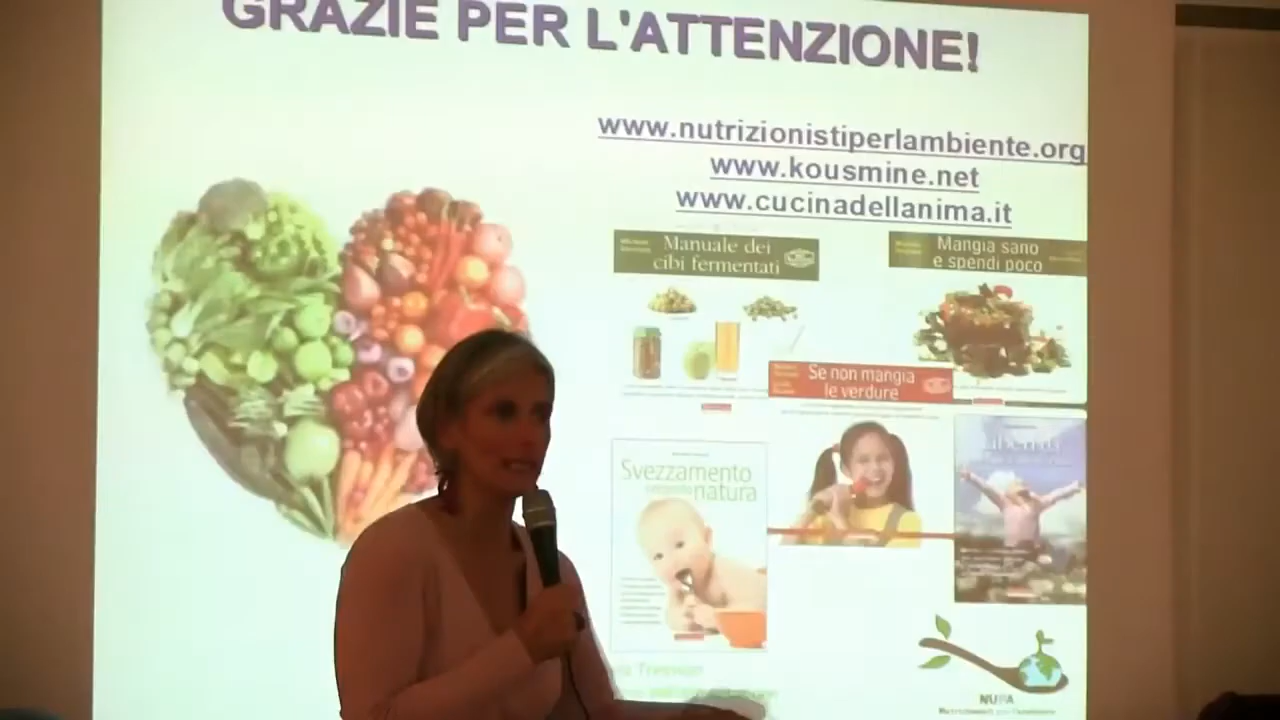 GRAZIE PER L'ATTENZIONE!
www.nutrizionistiperlambiente.org
www.kousmine.net
www.cucinadellanima.it
Manuale dei
cibi fermentati
Mangia sano
e spendi poco
Se non mangia
le verdure
Svezzamento
natura
NUPA